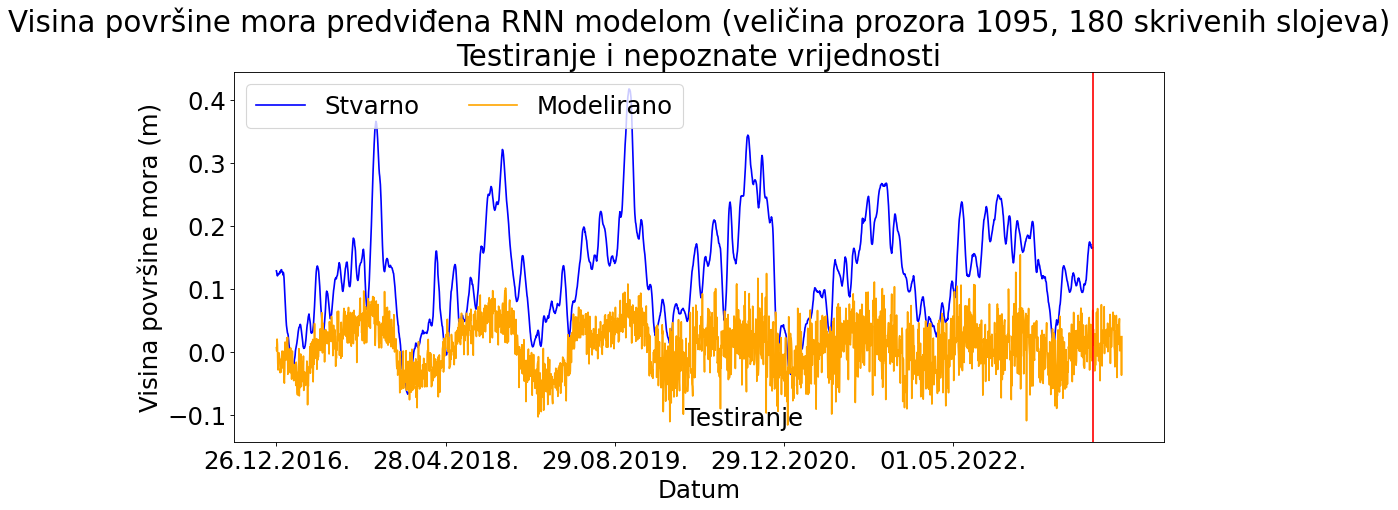 Visina površine mora predviđena RNN modelom (veličina prozora 1095, 180 skrivenih slojeva)
Testiranje i nepoznate vrijednosti
Stvarno
Modelirano
Visina površine mora (m)
0.4
0.3
0.2
0.1
0.0
−0.1
Testiranje
26.12.2016.
28.04.2018.
29.08.2019.
29.12.2020.
01.05.2022.
Datum